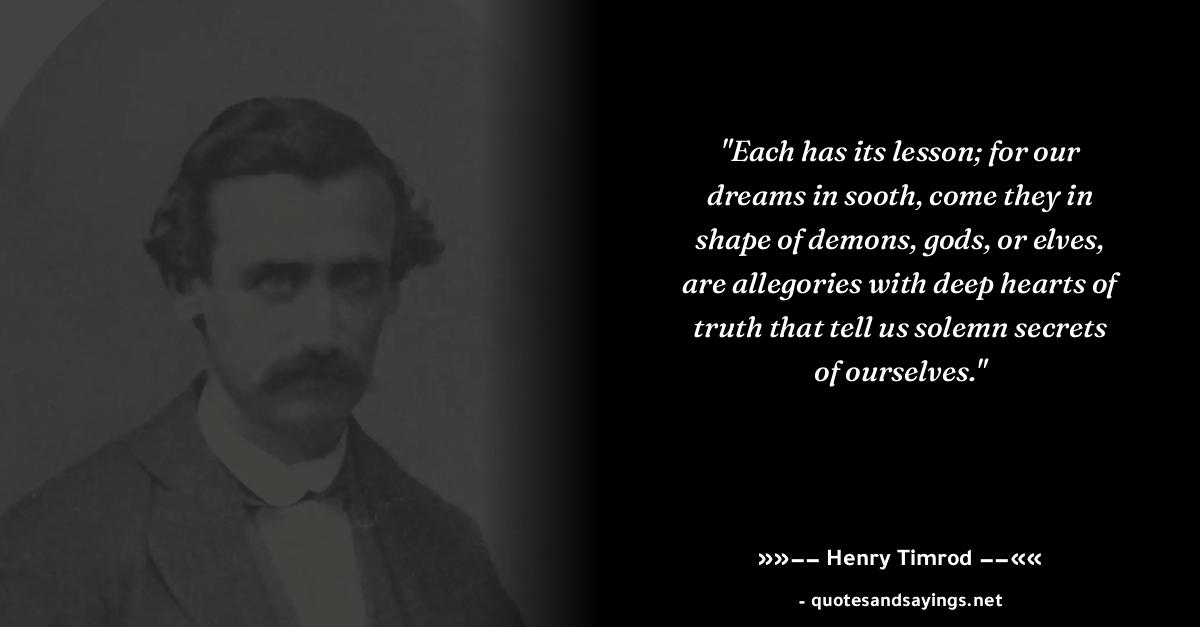 "Each has its lesson; for our
dreams in sooth, come they in
shape of demons, gods, or elves,
are allegories with deep hearts of
truth that tell us solemn secrets
of ourselves."
»»−− Henry Timrod −−««
- quotesandsayings.net